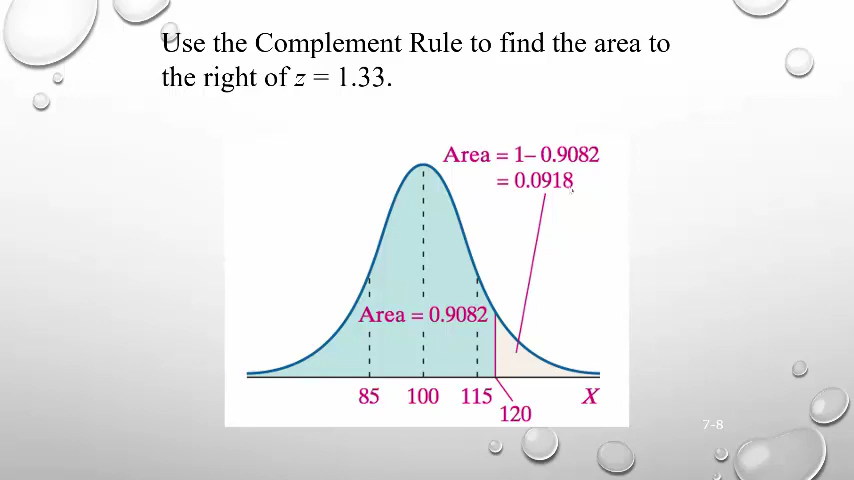 Use the Complement Rule to find the area to
the right of z = 1.33.
Area = 1– 0.9082
= 0.0918
Area = 0.9082
85 100 115 X
120
7-8